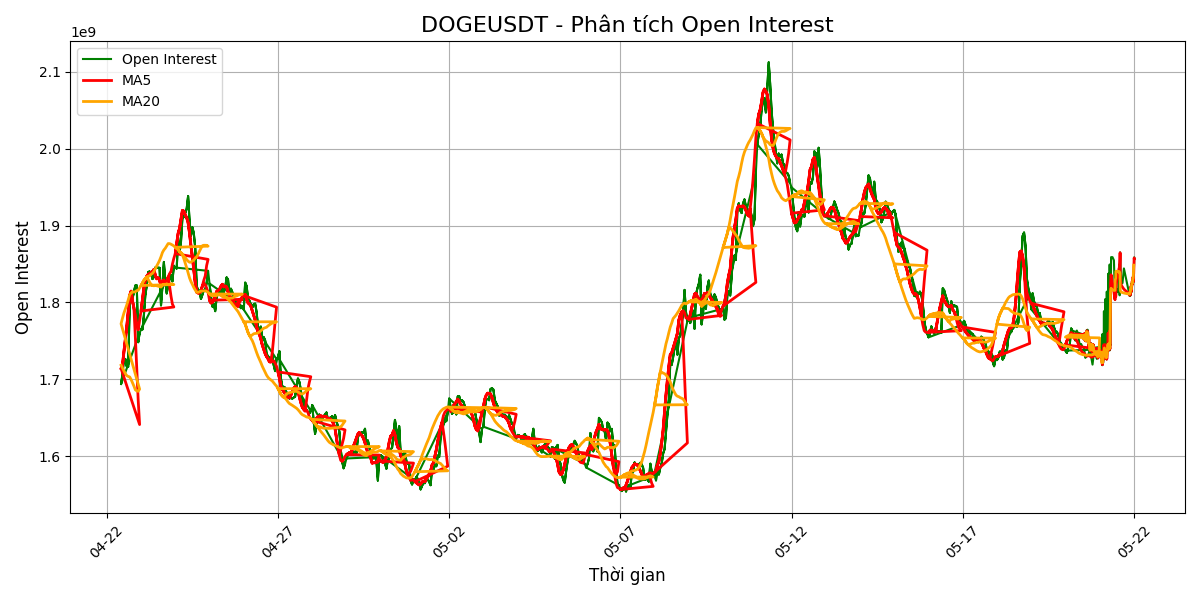 DOGEUSDT - Phân tích Open Interest
1e9
Open Interest
MA5
MA20
2.1
2.0
1.9
1.8
1.7
1.6
Open Interest
04-22
04-27
05-02
05-07
05-12
05-17
05-22
Thời gian